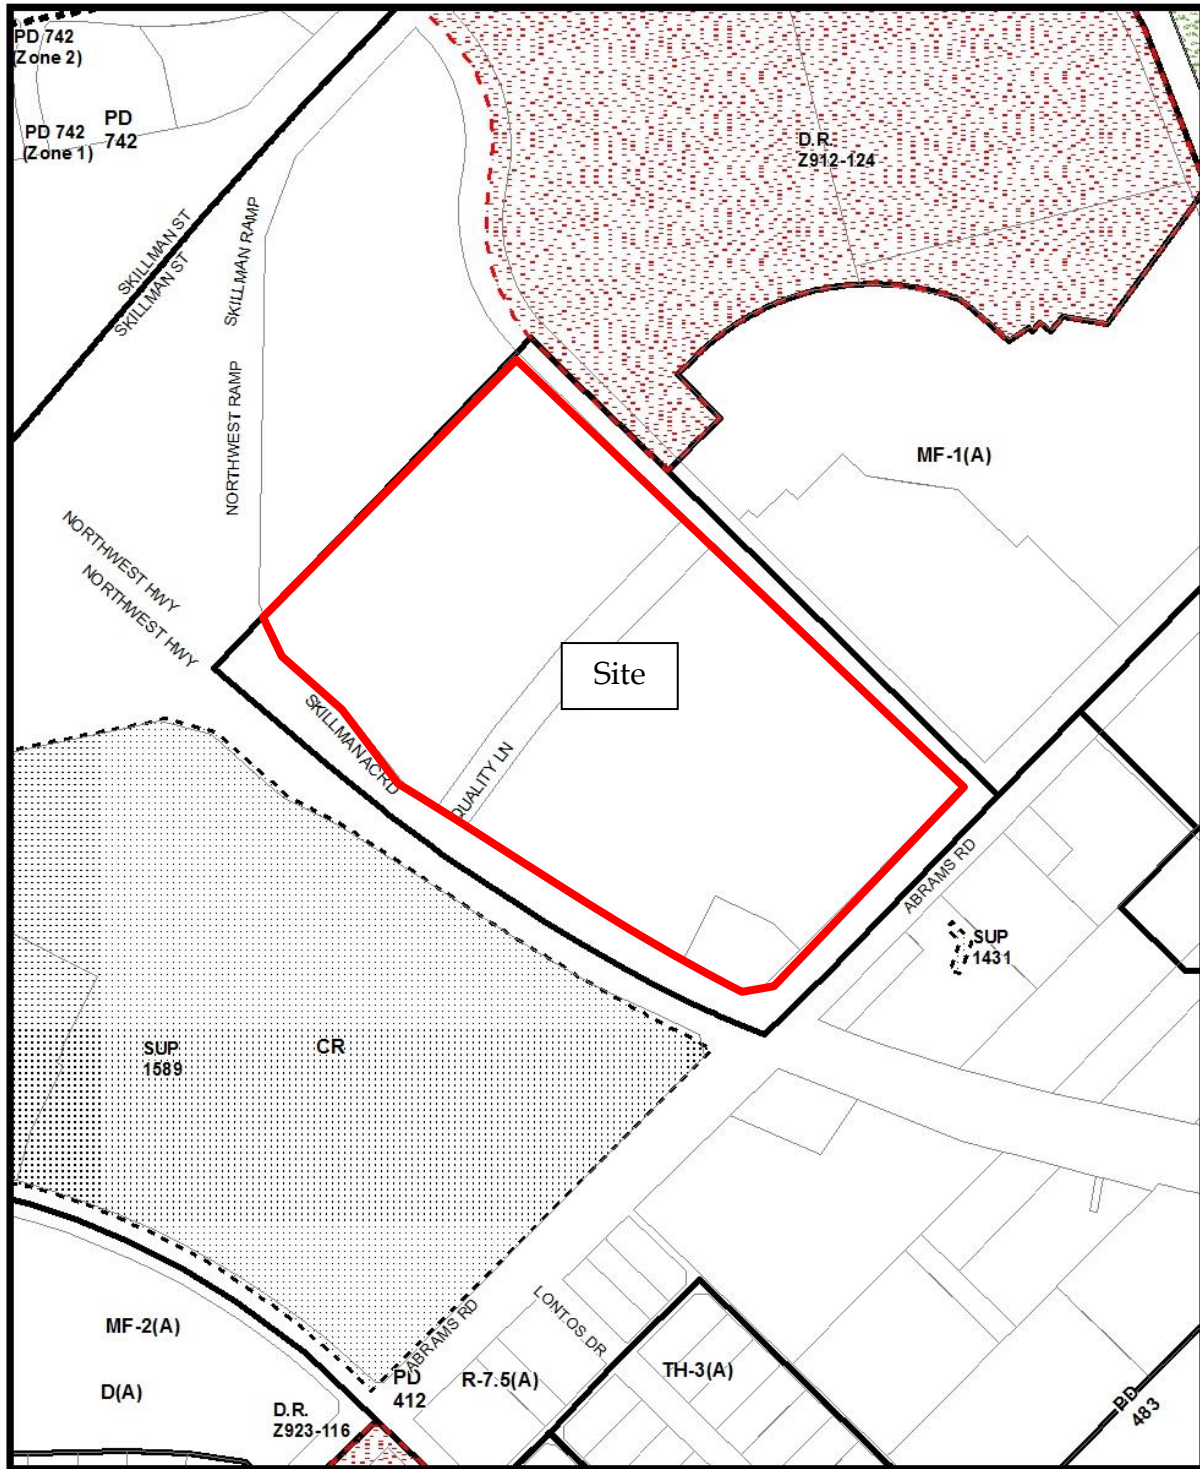 PD 742
(Zone 2)
PD
742
PD 742
(Zone 1)
D.R.
Z912-124
SKILLMAN ST
SKILLMAN ST
SKILLMAN RAMP
NORTHWEST RAMP
MF-1(A)
NORTHWEST HWY
NORTHWEST HWY
Site
SKILLMAN ACRD
QUALITY LN
ABRAMS RD
SUP
1431
SUP
1589
CR
LONTOS DR
ABRAMS RD
MF-2(A)
D(A)
PD
412
R-7.5(A)
TH-3(A)
D.R.
Z923-116
PD
483